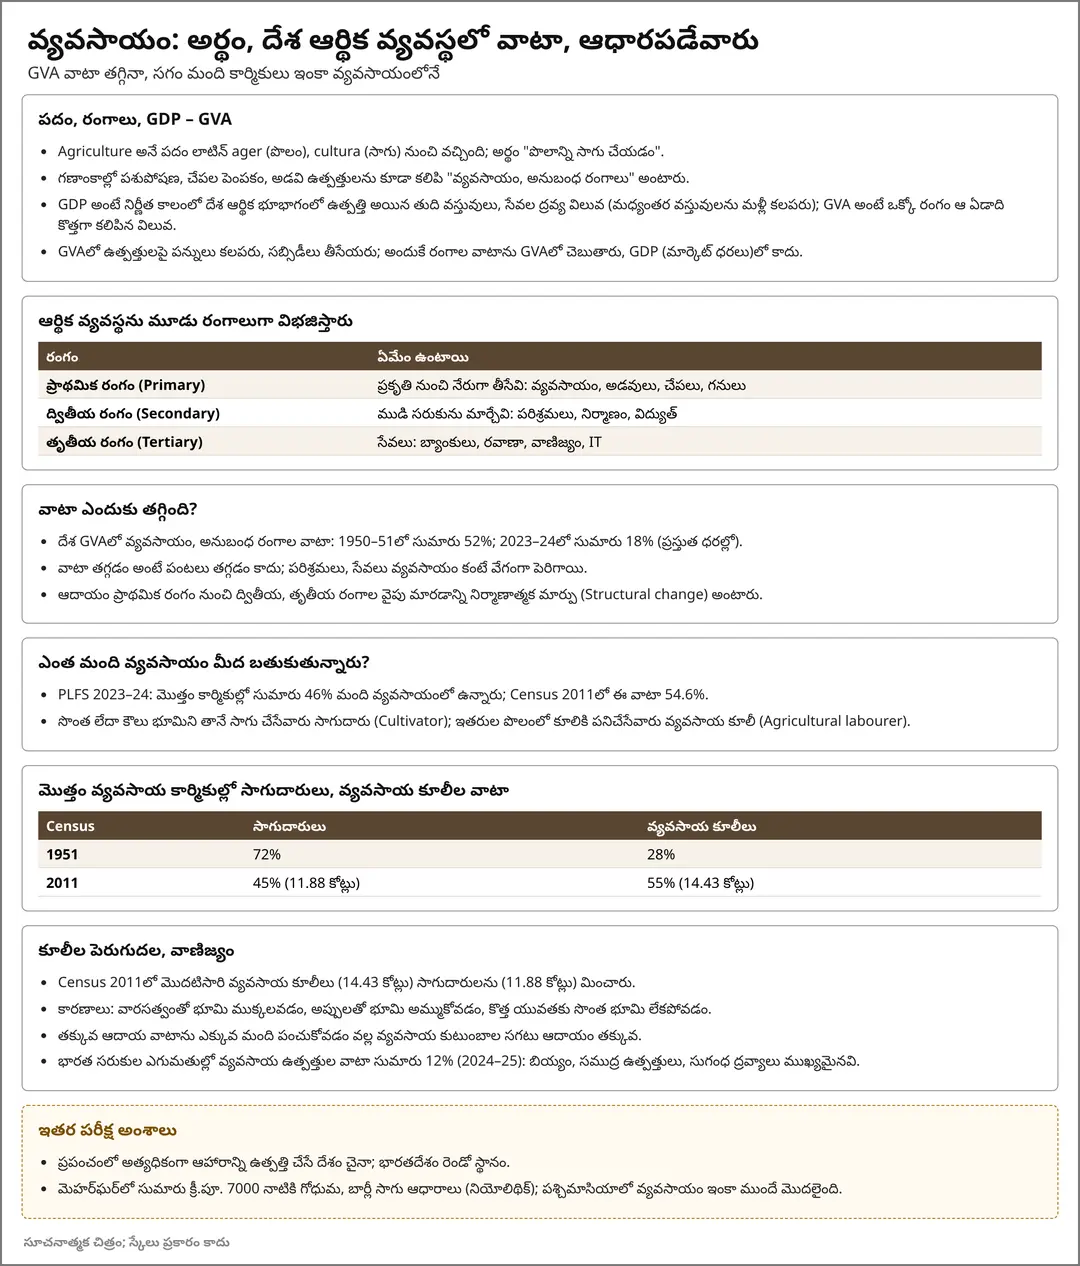 వ్యవసాయం: అర్థం, దేశ ఆర్థిక వ్యవస్థలో వాటా, ఆధారపడేవారు
GVA వాటా తగ్గినా, సగం మంది కార్మికులు ఇంకా వ్యవసాయంలోనే
పదం, రంగాలు, GDP – GVA
• Agriculture అనే పదం లాటిన్ ager (పొలం), cultura (సాగు) నుంచి వచ్చింది; అర్థం "పొలాన్ని సాగు చేయడం".
• గణాంకాల్లో పశుపోషణ, చేపల పెంపకం, అడవి ఉత్పత్తులను కూడా కలిపి "వ్యవసాయం, అనుబంధ రంగాలు" అంటారు.
• GDP అంటే నిర్ణీత కాలంలో దేశ ఆర్థిక భూభాగంలో ఉత్పత్తి అయిన తుది వస్తువులు, సేవల ద్రవ్య విలువ (మధ్యంతర వస్తువులను మళ్లీ కలపరు); GVA అంటే ఒక్కో రంగం ఆ ఏడాది
కొత్తగా కలిపిన విలువ.
• GVAలో ఉత్పత్తులపై పన్నులు కలపరు, సబ్సిడీలు తీసేయరు; అందుకే రంగాల వాటాను GVAలో చెబుతారు, GDP (మార్కెట్ ధరలు)లో కాదు.
ఆర్థిక వ్యవస్థను మూడు రంగాలుగా విభజిస్తారు
రంగం ఏమేం ఉంటాయి
ప్రాథమిక రంగం (Primary) ప్రకృతి నుంచి నేరుగా తీసేవి: వ్యవసాయం, అడవులు, చేపలు, గనులు
ద్వితీయ రంగం (Secondary) ముడి సరుకును మార్చేవి: పరిశ్రమలు, నిర్మాణం, విద్యుత్
తృతీయ రంగం (Tertiary) సేవలు: బ్యాంకులు, రవాణా, వాణిజ్యం, IT
వాటా ఎందుకు తగ్గింది?
• దేశ GVAలో వ్యవసాయం, అనుబంధ రంగాల వాటా: 1950–51లో సుమారు 52%; 2023–24లో సుమారు 18% (ప్రస్తుత ధరల్లో).
• వాటా తగ్గడం అంటే పంటలు తగ్గడం కాదు; పరిశ్రమలు, సేవలు వ్యవసాయం కంటే వేగంగా పెరిగాయి.
• ఆదాయం ప్రాథమిక రంగం నుంచి ద్వితీయ, తృతీయ రంగాల వైపు మారడాన్ని నిర్మాణాత్మక మార్పు (Structural change) అంటారు.
ఎంత మంది వ్యవసాయం మీద బతుకుతున్నారు?
• PLFS 2023–24: మొత్తం కార్మికుల్లో సుమారు 46% మంది వ్యవసాయంలో ఉన్నారు; Census 2011లో ఈ వాటా 54.6%.
• సొంత లేదా కౌలు భూమిని తానే సాగు చేసేవారు సాగుదారు (Cultivator); ఇతరుల పొలంలో కూలికి పనిచేసేవారు వ్యవసాయ కూలీ (Agricultural labourer).
మొత్తం వ్యవసాయ కార్మికుల్లో సాగుదారులు, వ్యవసాయ కూలీల వాటా
Census సాగుదారులు వ్యవసాయ కూలీలు
1951 72% 28%
2011 45% (11.88 కోట్లు) 55% (14.43 కోట్లు)
కూలీల పెరుగుదల, వాణిజ్యం
• Census 2011లో మొదటిసారి వ్యవసాయ కూలీలు (14.43 కోట్లు) సాగుదారులను (11.88 కోట్లు) మించారు.
• కారణాలు: వారసత్వంతో భూమి ముక్కలవడం, అప్పులతో భూమి అమ్ముకోవడం, కొత్త యువతకు సొంత భూమి లేకపోవడం.
• తక్కువ ఆదాయ వాటాను ఎక్కువ మంది పంచుకోవడం వల్ల వ్యవసాయ కుటుంబాల సగటు ఆదాయం తక్కువ.
• భారత సరుకుల ఎగుమతుల్లో వ్యవసాయ ఉత్పత్తుల వాటా సుమారు 12% (2024–25): బియ్యం, సముద్ర ఉత్పత్తులు, సుగంధ ద్రవ్యాలు ముఖ్యమైనవి.
ఇతర పరీక్ష అంశాలు
• ప్రపంచంలో అత్యధికంగా ఆహారాన్ని ఉత్పత్తి చేసే దేశం చైనా; భారతదేశం రెండో స్థానం.
• మెహర్‌ఘర్‌లో సుమారు క్రీ.పూ. 7000 నాటికి గోధుమ, బార్లీ సాగు ఆధారాలు (నియోలిథిక్); పశ్చిమాసియాలో వ్యవసాయం ఇంకా ముందే మొదలైంది.
సూచనాత్మక చిత్రం; స్కేలు ప్రకారం కాదు